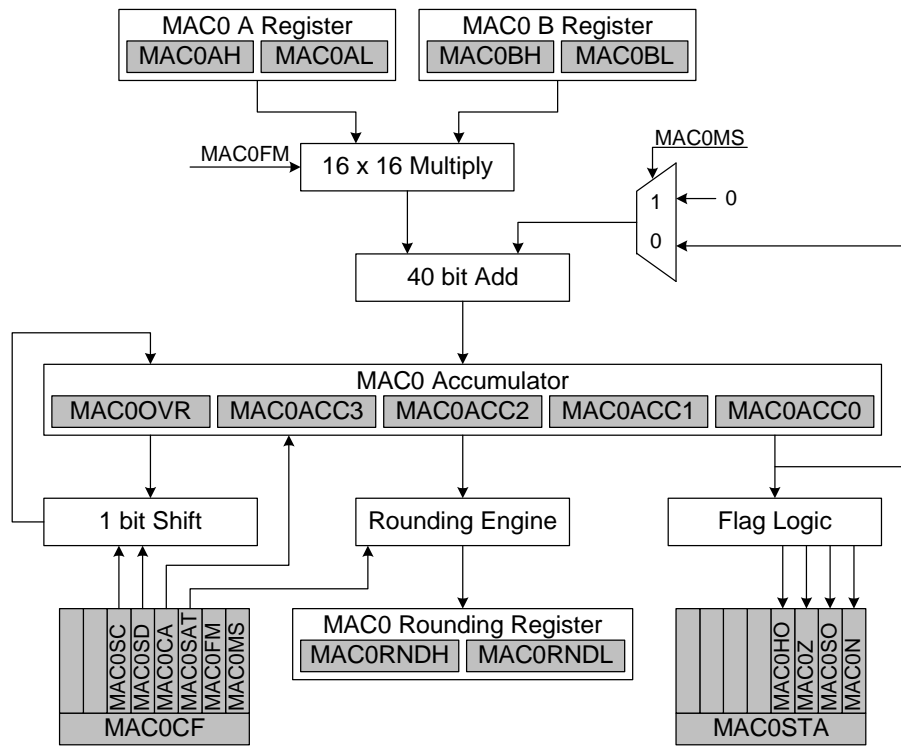 MAC0 A Register
MAC0AH MAC0AL
MAC0 B Register
MAC0BH MAC0BL
MAC0FM
16 x 16 Multiply
MAC0MS
1
0
0
40 bit Add
MAC0 Accumulator
MAC0OVR MAC0ACC3 MAC0ACC2 MAC0ACC1 MAC0ACC0
1 bit Shift
Rounding Engine
Flag Logic
MAC0SC
MAC0SD
MAC0CA
MAC0SAT
MAC0FM
MAC0MS
MAC0CF
MAC0 Rounding Register
MAC0RNDH MAC0RNDL
MAC0HO
MAC0Z
MAC0SO
MAC0N
MAC0STA